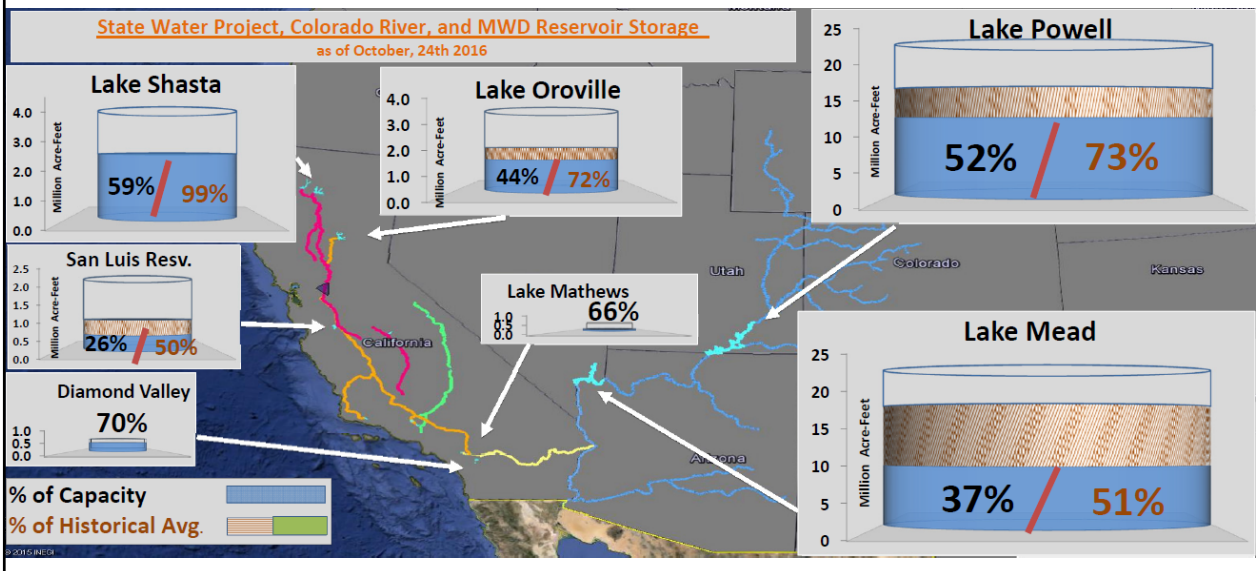 State Water Project, Colorado River, and MWD Reservoir Storage
as of October, 24th 2016
Lake Shasta
Million Acre-Feet
4.0
3.0
2.0
1.0
0.0
59%
99%
Lake Oroville
Million Acre-Feet
4.0
3.0
2.0
1.0
0.0
44%
72%
Lake Powell
Million Acre-Feet
25
20
15
10
5
0
52%
73%
San Luis Resv.
Million Acre-Feet
2.5
2.0
1.5
1.0
0.5
0.0
26%
50%
Lake Mathews
66%
1.0
0.5
0.0
Utah
Colorado
Kansas
California
Arizona
Diamond Valley
70%
1.0
0.5
0.0
Lake Mead
Million Acre-Feet
25
20
15
10
5
0
37%
51%
% of Capacity
% of Historical Avg.
© 2015 INEGI